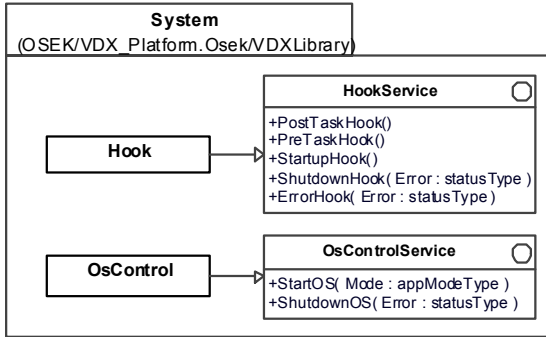 System
(OSEK/VDX_Platform.Osek/VDXLibrary)
HookService
+PostTaskHook()
+PreTaskHook()
+StartupHook()
+ShutdownHook( Error : statusType )
+ErrorHook( Error : statusType )
Hook
OsControlService
+StartOS( Mode : appModeType )
+ShutdownOS( Error : statusType )
OsControl